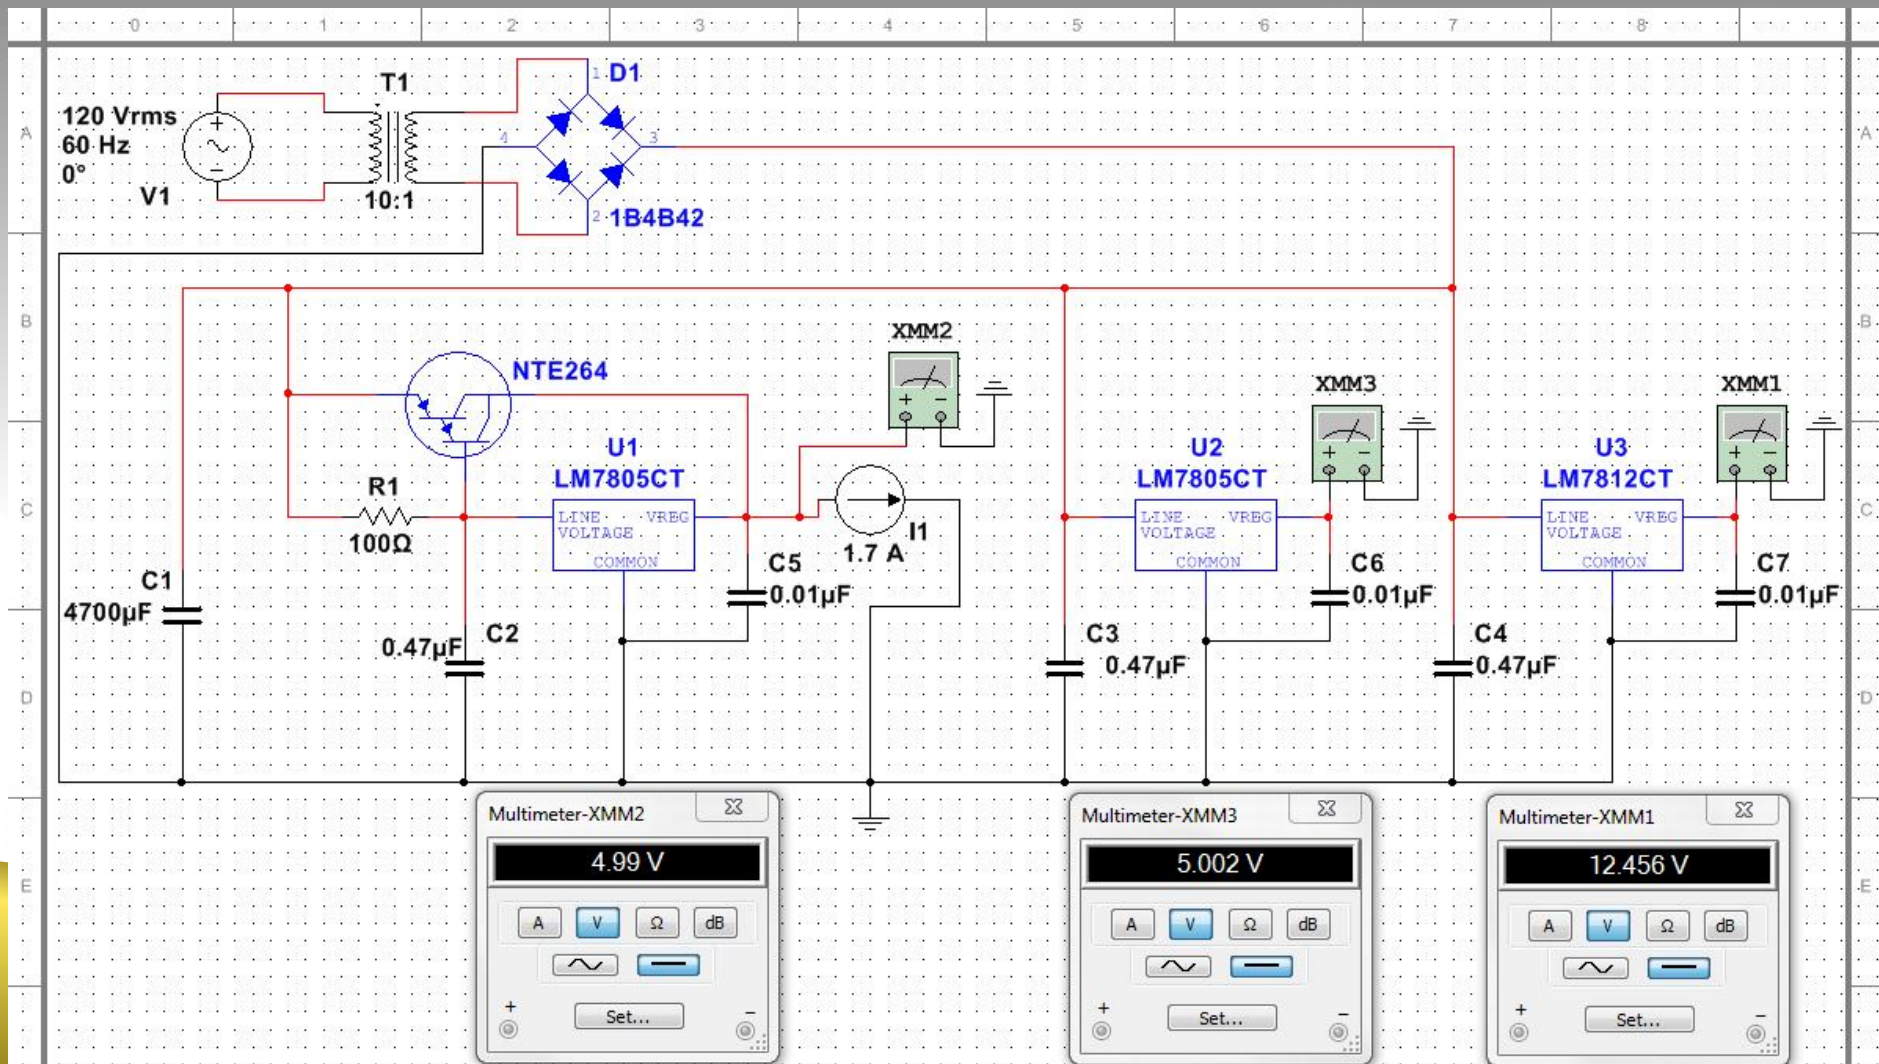 0 1 2 3 4 5 6 7 8
A
B
C
D
E
A
B
C
D
E
120 Vrms
60 Hz
0°
V1
T1
10:1
1 D1
4
3
2 1B4B42
NTE264
R1
100Ω
C1
4700µF
0.47µF
C2
U1
LM7805CT
LINE VREG
VOLTAGE
COMMON
C5
0.01µF
XMM2
+ −
I1
1.7 A
C3
0.47µF
U2
LM7805CT
LINE VREG
VOLTAGE
COMMON
XMM3
+ −
C6
0.01µF
C4
0.47µF
U3
LM7812CT
LINE VREG
VOLTAGE
COMMON
XMM1
+ −
C7
0.01µF
Multimeter-XMM2
4.99 V
A V Ω dB
+ −
Set...
Multimeter-XMM3
5.002 V
A V Ω dB
+ −
Set...
Multimeter-XMM1
12.456 V
A V Ω dB
+ −
Set...